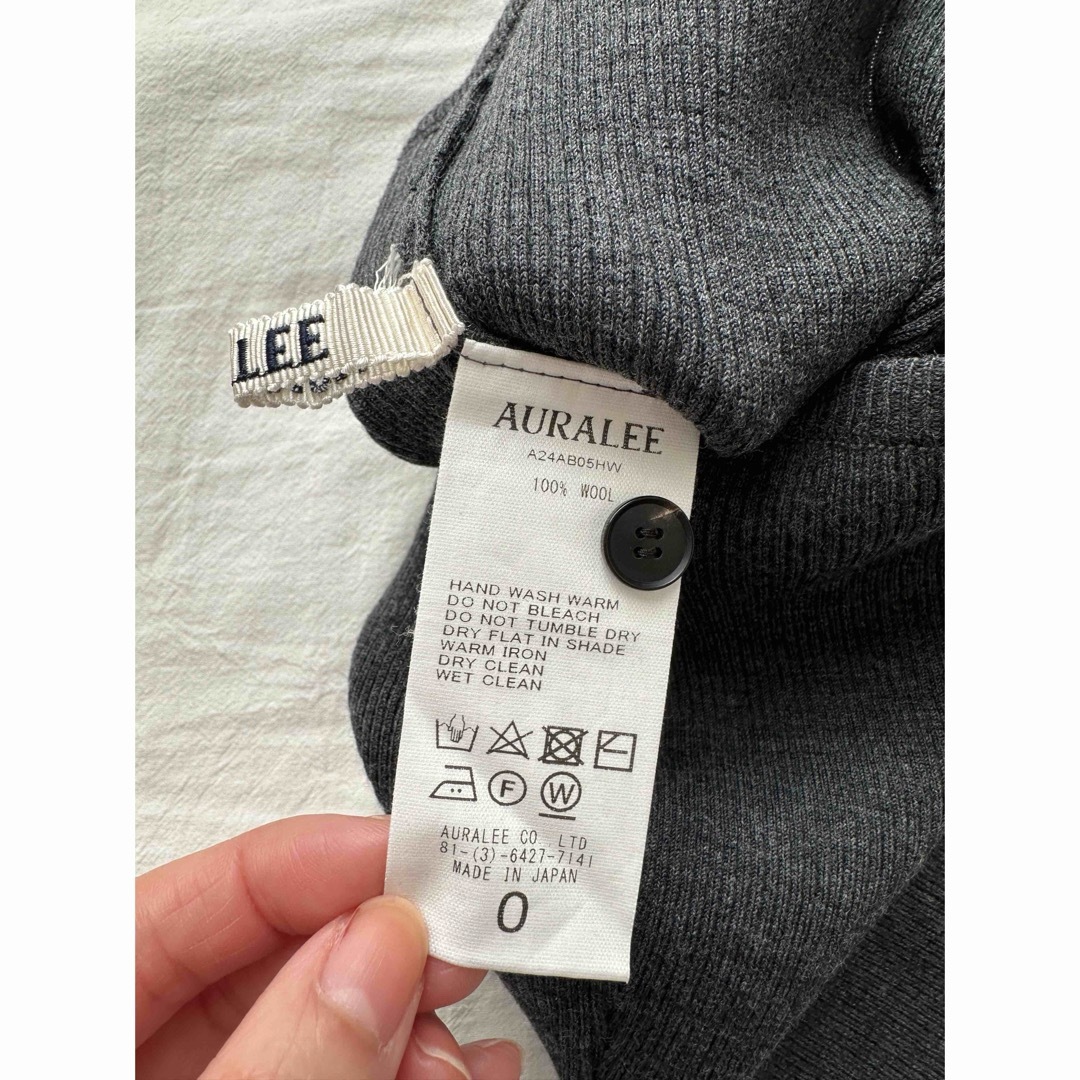 LEE
AURALEE
A24AB05HW
100% WOOL
HAND WASH WARM
DO NOT BLEACH
DO NOT TUMBLE DRY
DRY FLAT IN SHADE
WARM IRON
DRY CLEAN
WET CLEAN
F W
AURALEE CO. LTD
81-(3)-6427-7141
MADE IN JAPAN
0